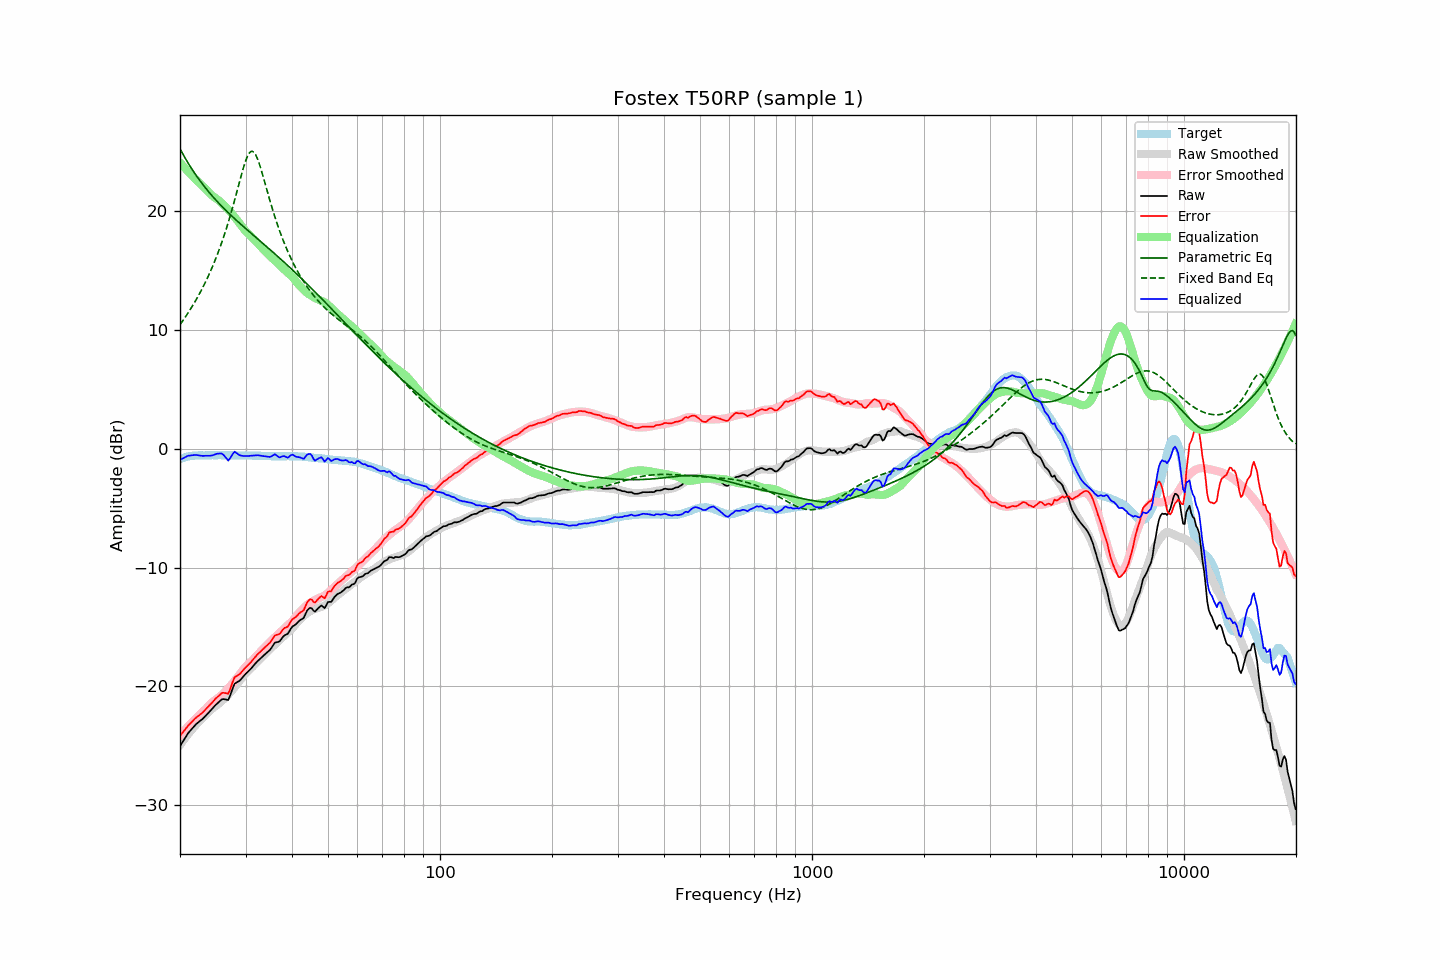 Fostex T50RP (sample 1)
Target
Raw Smoothed
Error Smoothed
Raw
Error
Equalization
Parametric Eq
Fixed Band Eq
Equalized
Amplitude (dBr)
20
10
0
−10
−20
−30
100
1000
10000
Frequency (Hz)